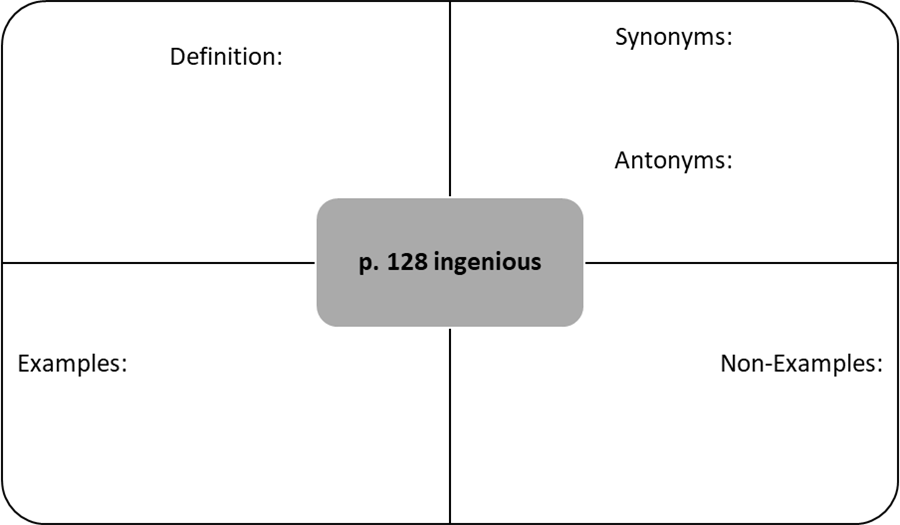 Definition:
Synonyms:
Antonyms:
p. 128 ingenious
Examples:
Non-Examples: